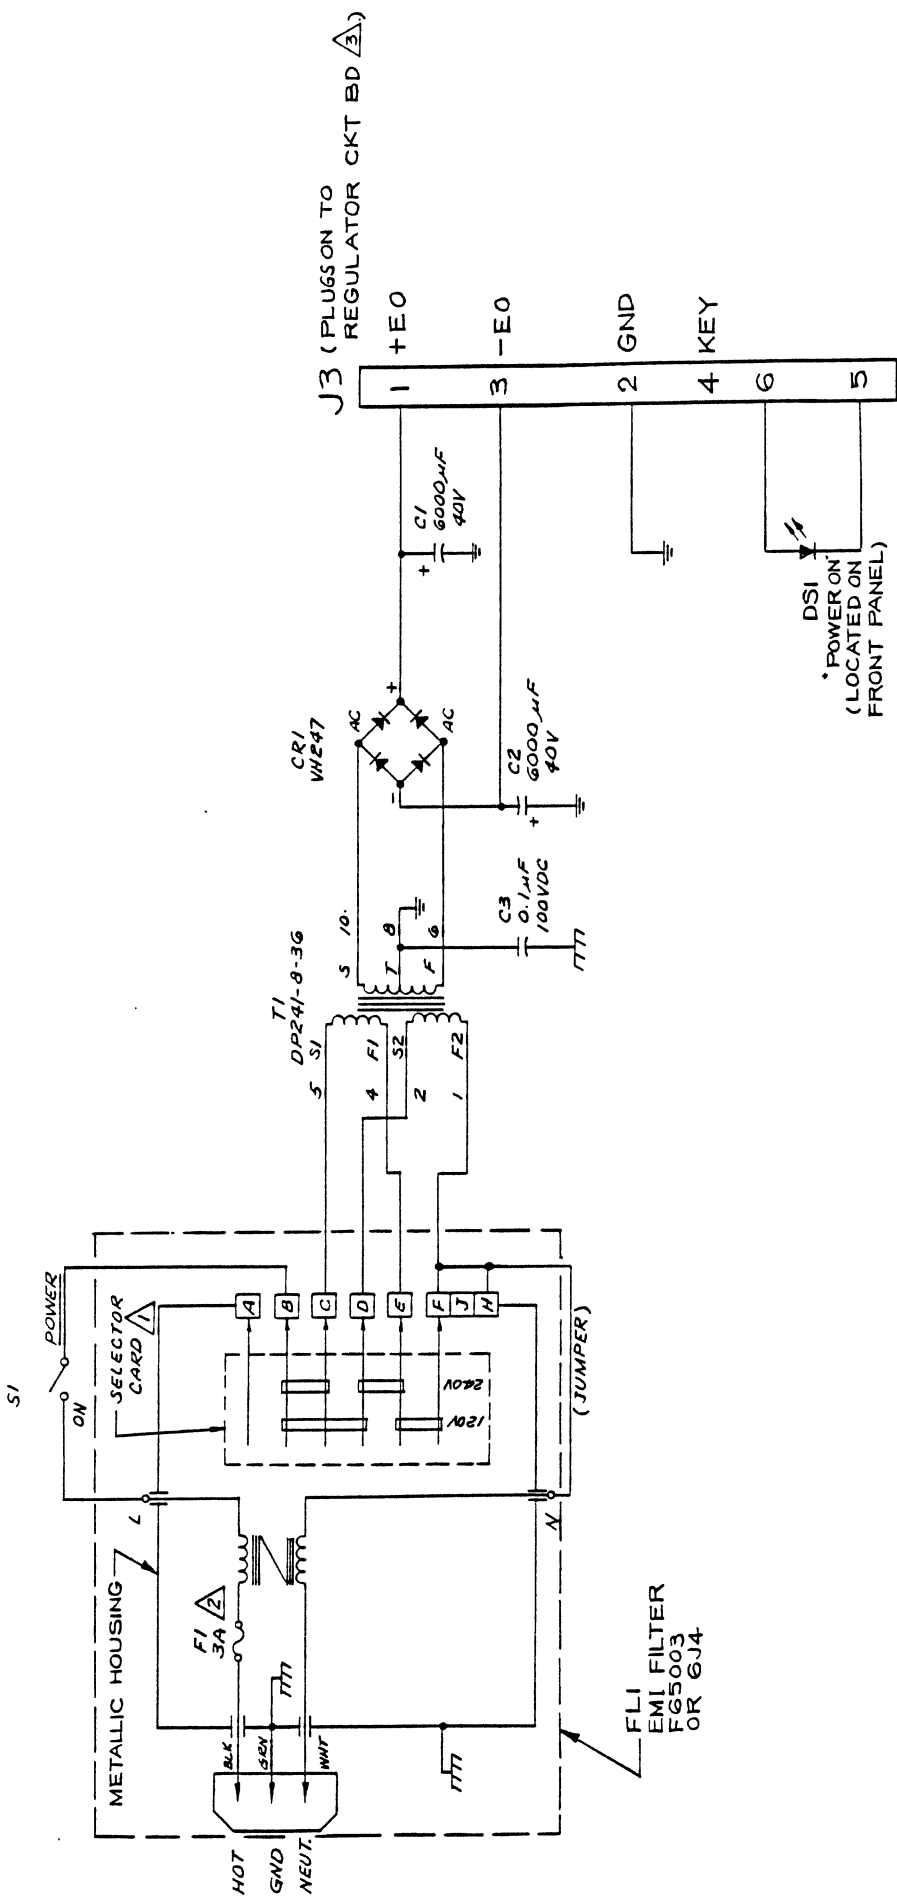 HOT
GND
NEUT.
BLK
GRN
WHT
METALLIC HOUSING
F1 2
3A
L
N
S1
POWER
ON
SELECTOR
CARD 1
120V
240V
A
B
C
D
E
F
J
H
(JUMPER)
FL1
EMI FILTER
F65003
OR 6J4
T1
DP241-8-36
5 S1
4 F1
2 S2
1 F2
S 10.
T 8
F 6
C3
0.1µF
100VDC
CR1
VH247
AC
AC
+
-
C2
6000µF
40V
+
C1
6000µF
40V
+
J3 (PLUGS ON TO
REGULATOR CKT BD 3)
1 +EO
3 -EO
2 GND
4 KEY
6
5
DS1
"POWER ON"
(LOCATED ON
FRONT PANEL)